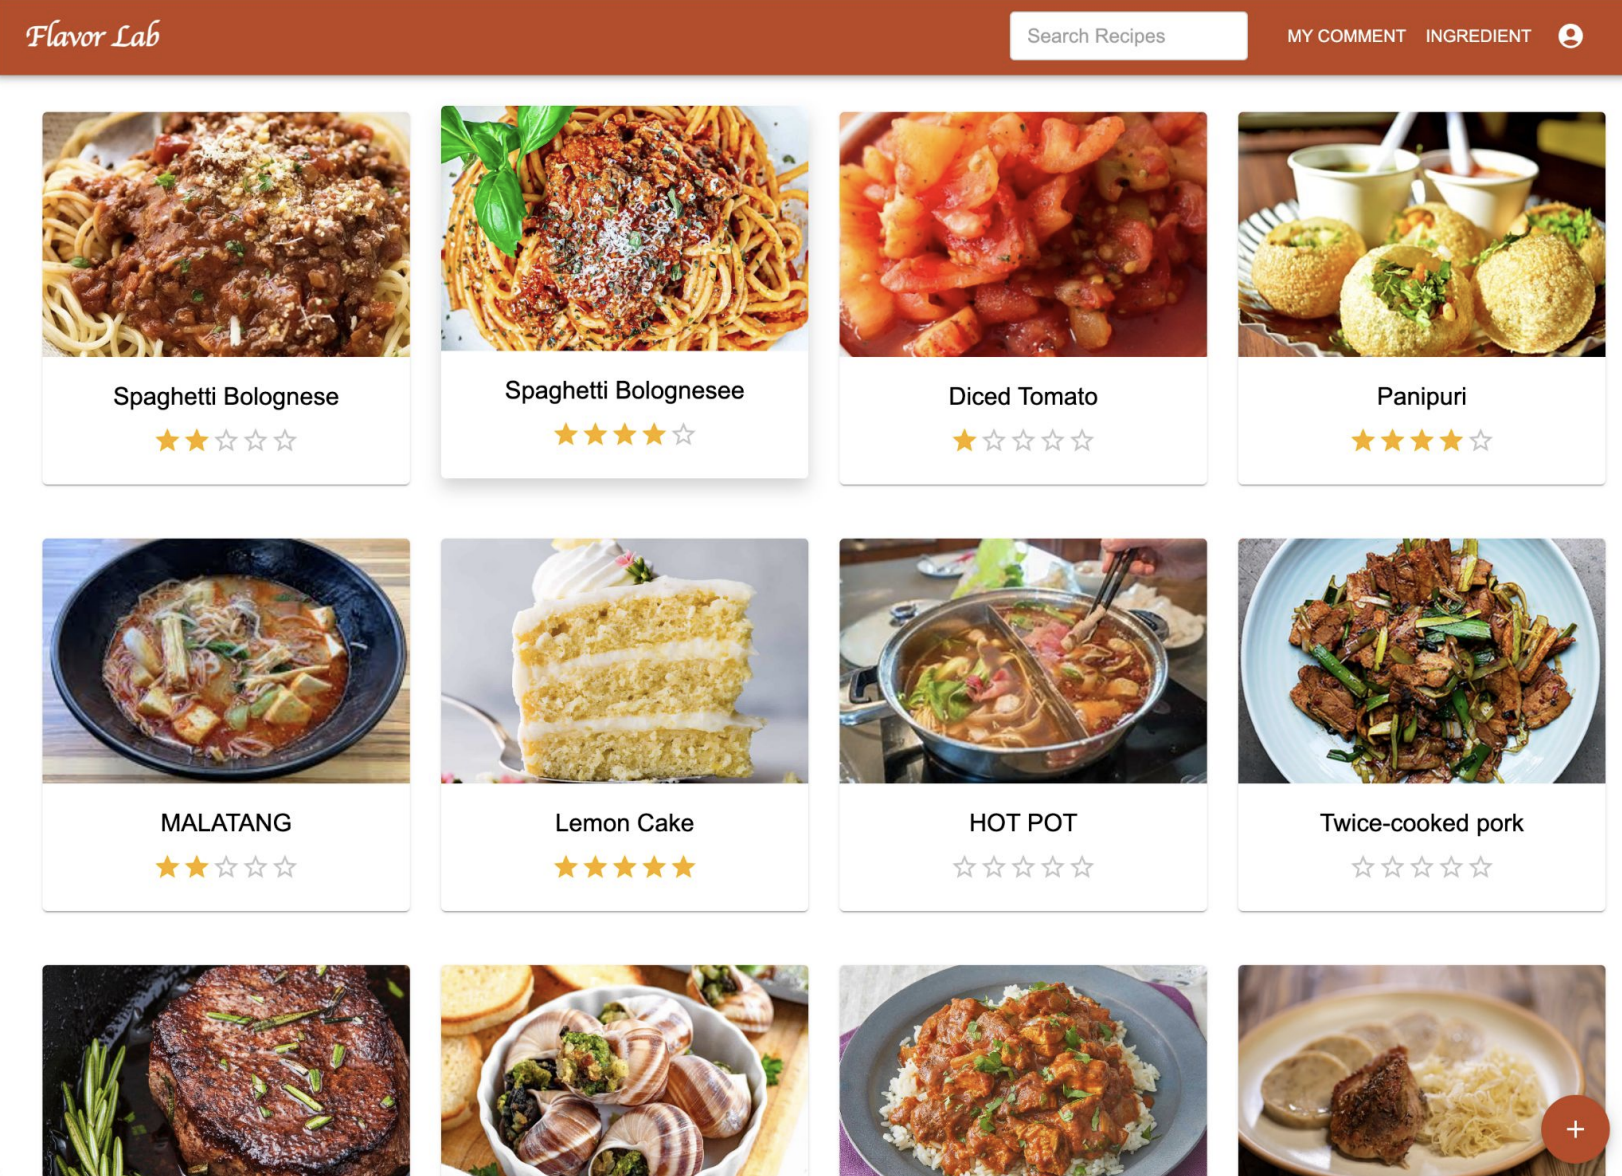 Flavor Lab
Search Recipes
MY COMMENT
INGREDIENT
Spaghetti Bolognese
Spaghetti Bolognesee
Diced Tomato
Panipuri
MALATANG
Lemon Cake
HOT POT
Twice-cooked pork
+